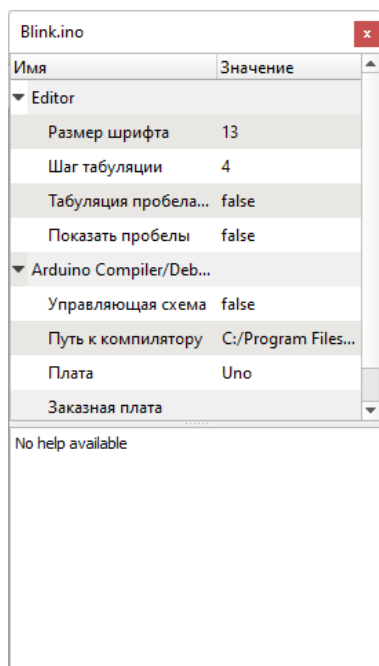 Blink.ino
x
Имя Значение
Editor
Размер шрифта 13
Шаг табуляции 4
Табуляция пробела... false
Показать пробелы false
Arduino Compiler/Deb...
Управляющая схема false
Путь к компилятору C:/Program Files...
Плата Uno
Заказная плата
No help available